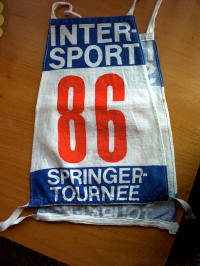 INTER-
SPORT
86
SPRINGER-
TOURNEE